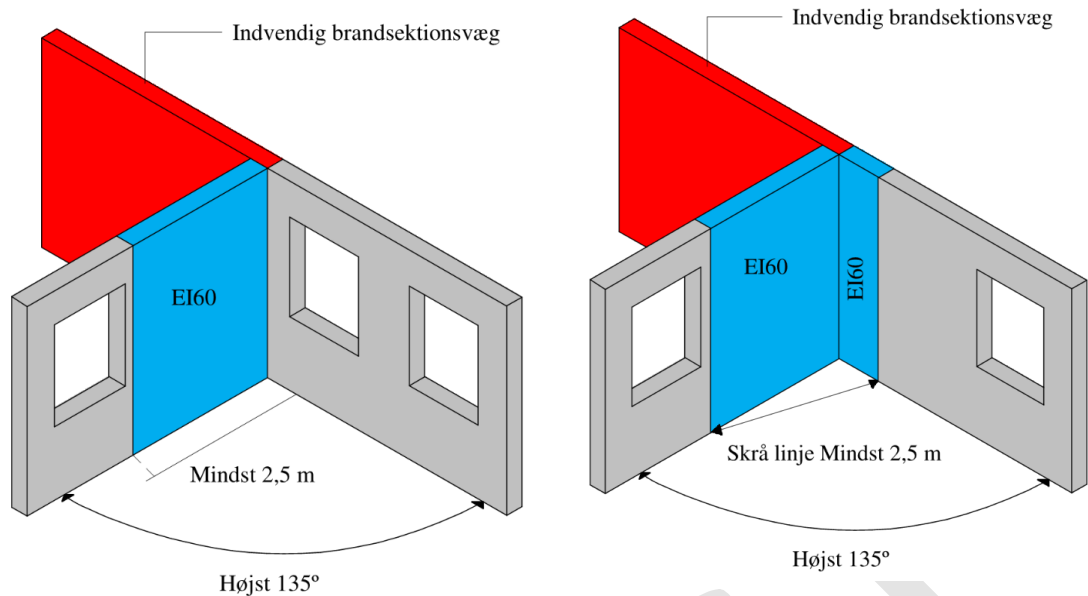 Indvendig brandsektionsvæg
EI60
Mindst 2,5 m
Højst 135º
Indvendig brandsektionsvæg
EI60
EI60
Skrå linje Mindst 2,5 m
Højst 135º